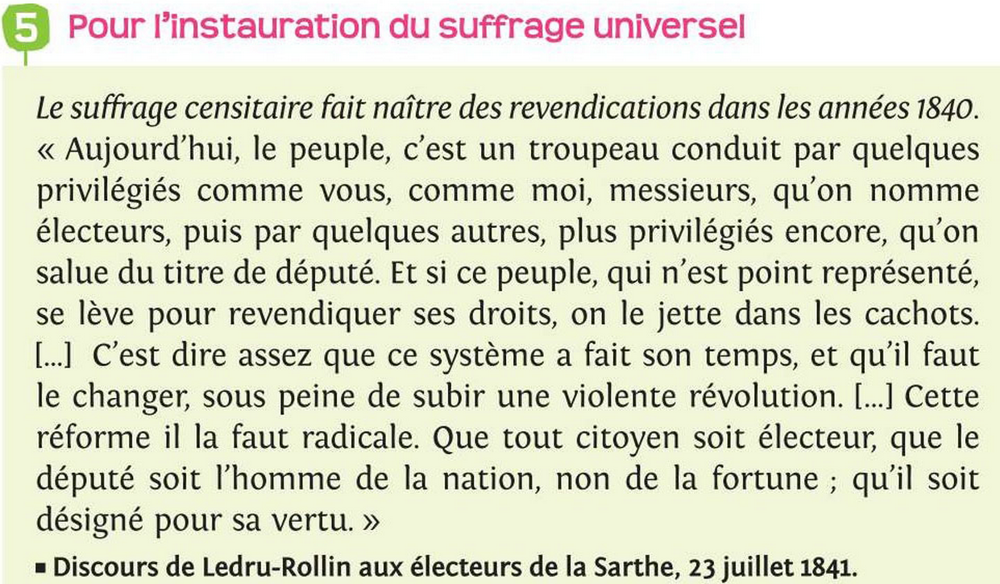 5 Pour l'instauration du suffrage universel
Le suffrage censitaire fait naître des revendications dans les années 1840.
« Aujourd'hui, le peuple, c'est un troupeau conduit par quelques
privilégiés comme vous, comme moi, messieurs, qu'on nomme
électeurs, puis par quelques autres, plus privilégiés encore, qu'on
salue du titre de député. Et si ce peuple, qui n'est point représenté,
se lève pour revendiquer ses droits, on le jette dans les cachots.
[...] C'est dire assez que ce système a fait son temps, et qu'il faut
le changer, sous peine de subir une violente révolution. [...] Cette
réforme il la faut radicale. Que tout citoyen soit électeur, que le
député soit l'homme de la nation, non de la fortune ; qu'il soit
désigné pour sa vertu. »
▪ Discours de Ledru-Rollin aux électeurs de la Sarthe, 23 juillet 1841.